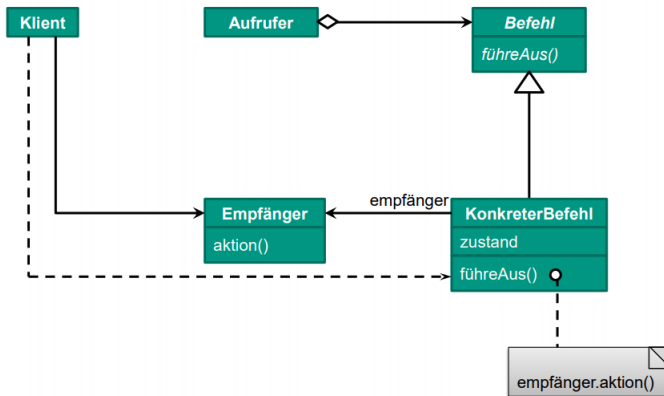 Klient
Aufrufer
Befehl
führeAus()
empfänger
Empfänger
aktion()
KonkreterBefehl
zustand
führeAus()
empfänger.aktion()